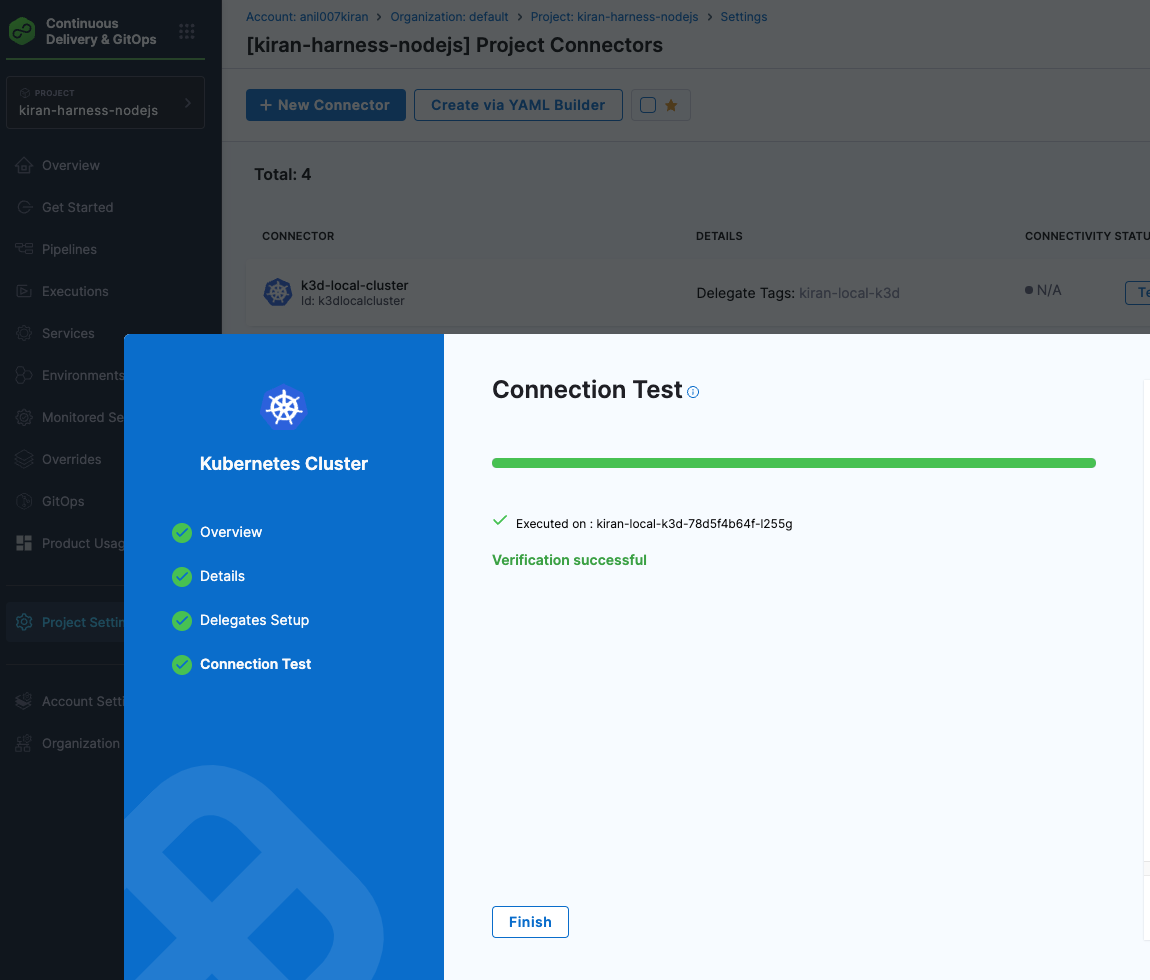 Continuous
Delivery & GitOps
PROJECT
kiran-harness-nodejs
Overview
Get Started
Pipelines
Executions
Services
Environments
Monitored Se
Overrides
GitOps
Product Usag
Project Settin
Account Setti
Organization
Account: anil007kiran > Organization: default > Project: kiran-harness-nodejs > Settings
[kiran-harness-nodejs] Project Connectors
+ New Connector
Create via YAML Builder
Total: 4
CONNECTOR DETAILS CONNECTIVITY STATU
k3d-local-cluster
Id: k3dlocalcluster
Delegate Tags: kiran-local-k3d
N/A
Te
Kubernetes Cluster
Overview
Details
Delegates Setup
Connection Test
Connection Test
Executed on : kiran-local-k3d-78d5f4b64f-l255g
Verification successful
Finish